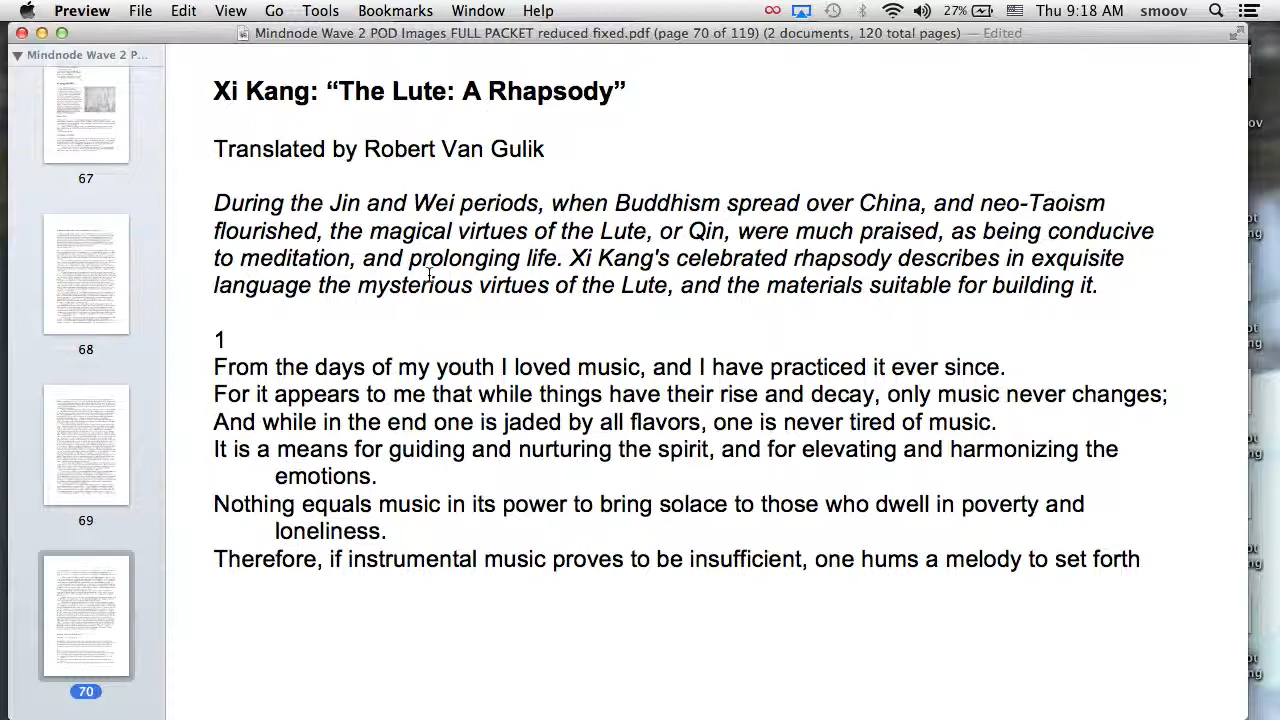 Preview File Edit View Go Tools Bookmarks Window Help 27% Thu 9:18 AM smoov
Mindnode Wave 2 POD Images FULL PACKET reduced fixed.pdf (page 70 of 119) (2 documents, 120 total pages) — Edited
Mindnode Wave 2 P...
67
68
69
70
Xi Kang: “The Lute: A Rhapsody”
Translated by Robert Van Gulik
During the Jin and Wei periods, when Buddhism spread over China, and neo-Taoism
flourished, the magical virtues of the Lute, or Qin, were much praised, as being conducive
to meditation, and prolonging life. Xi Kang's celebrated rhapsody describes in exquisite
language the mysterious virtues of the Lute, and the materials suitable for building it.
1
From the days of my youth I loved music, and I have practiced it ever since.
For it appears to me that while things have their rise and decay, only music never changes;
And while in the end one is jaded by all flavors, one is never tired of music.
It is a means for guiding and nurturing the spirit, and for elevating and harmonizing the
emotions.
Nothing equals music in its power to bring solace to those who dwell in poverty and
loneliness.
Therefore, if instrumental music proves to be insufficient, one hums a melody to set forth